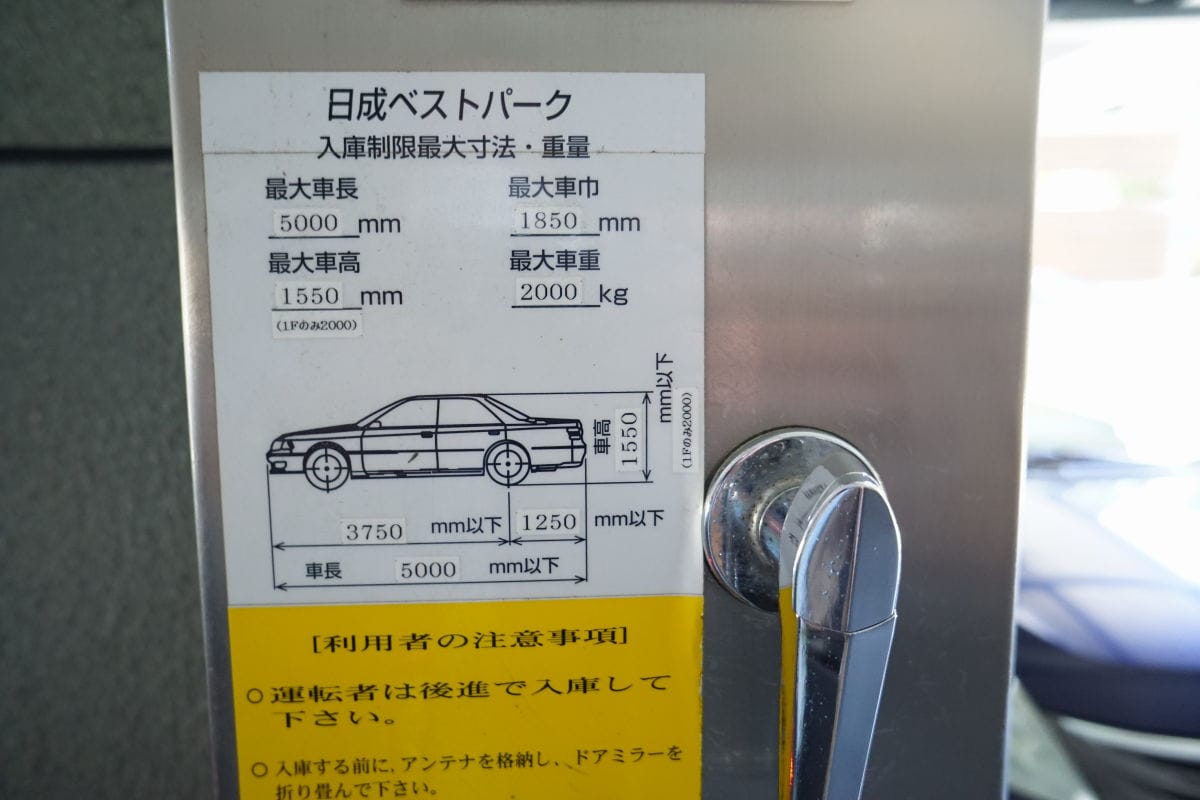 日成ベストパーク
入庫制限最大寸法・重量
最大車長 最大車巾
5000 mm 1850 mm
最大車高 最大車重
1550 mm 2000 kg
(1Fのみ2000)
車高 1550 mm以下
(1Fのみ2000)
3750 mm以下 1250 mm以下
車長 5000 mm以下
[利用者の注意事項]
○運転者は後進で入庫して
下さい。
○入庫する前に,アンテナを格納し、ドアミラーを
折り畳んで下さい。